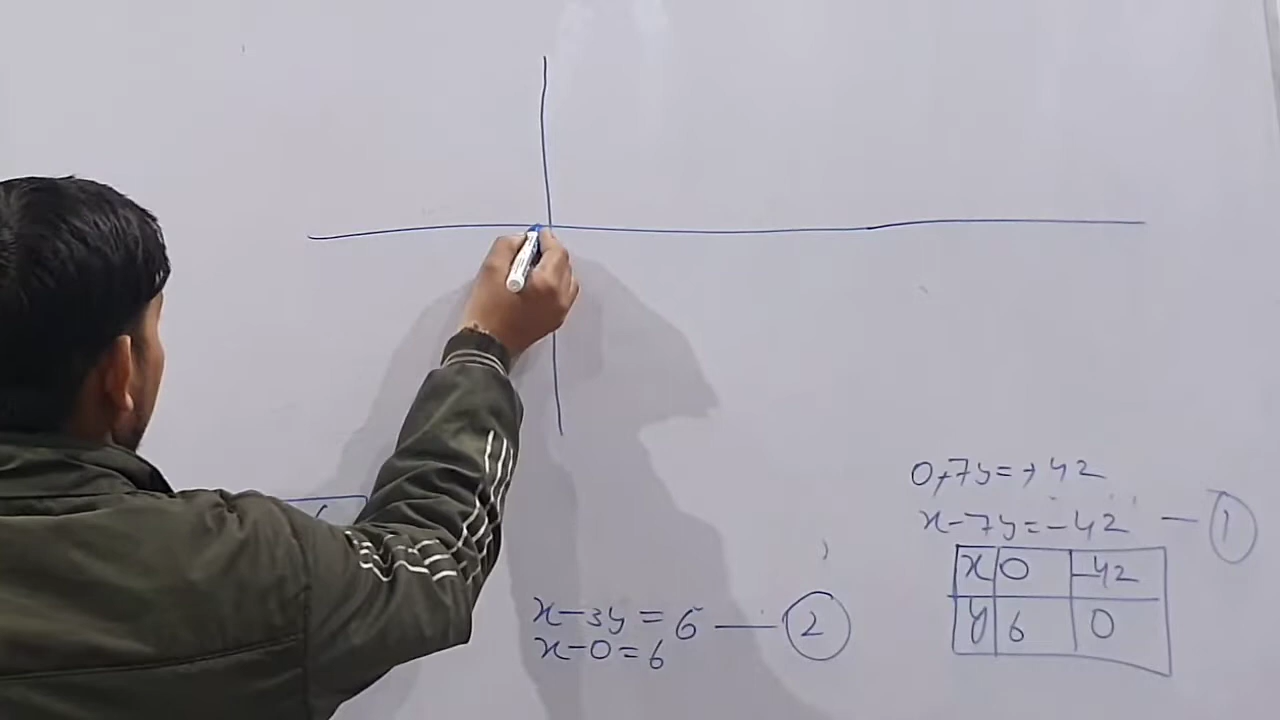 0,-7y=+42
x-7y=-42 — 1
x 0 -42
y 6 0
x-3y=6 — 2
x-0=6